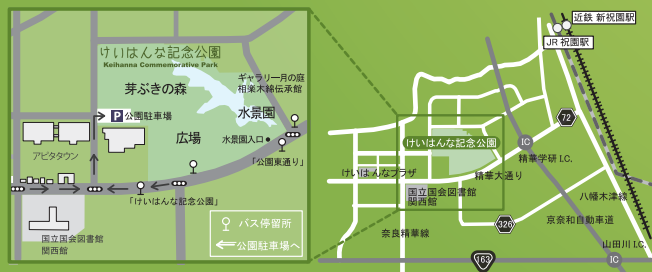 けいはんな記念公園
Keihanna Commemorative Park
芽ぶきの森
ギャラリー月の庭
相楽木綿伝承館
水景園
P 公園駐車場
広場
水景園入口
アピタタウン
「公園東通り」
「けいはんな記念公園」
国立国会図書館
関西館
バス停留所
公園駐車場へ
近鉄 新祝園駅
JR 祝園駅
72
IC
けいはんな記念公園
精華学研 I.C.
けいはんなプラザ
精華大通り
国立国会図書館
関西館
八幡木津線
326
京奈和自動車道
奈良精華線
山田川 I.C.
163
IC